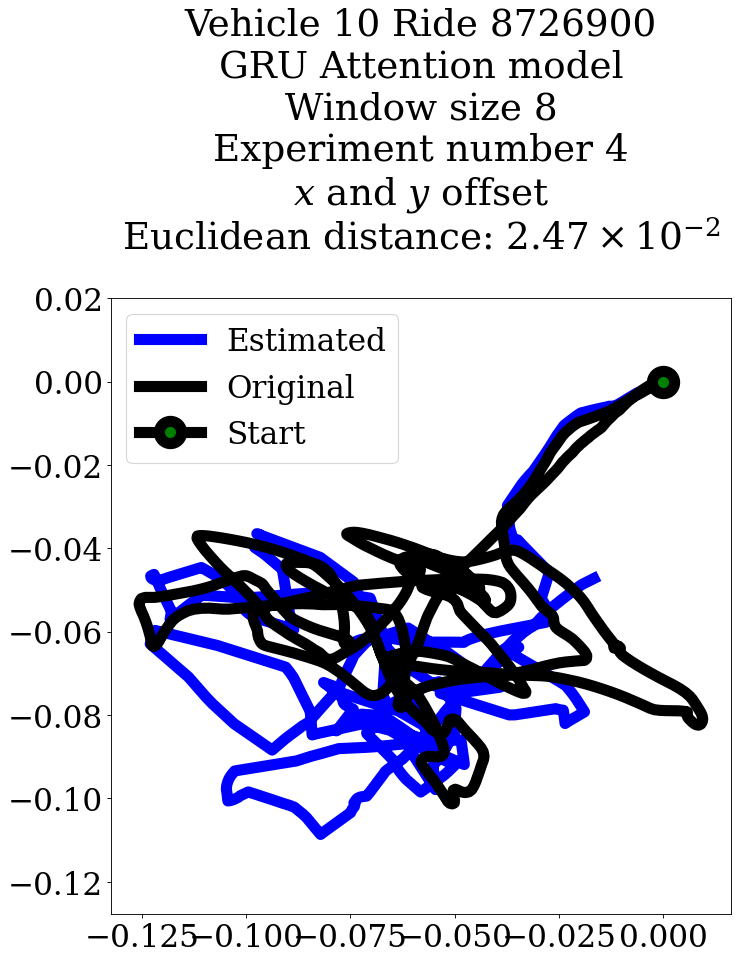 Vehicle 10 Ride 8726900
GRU Attention model
Window size 8
Experiment number 4
x and y offset
Euclidean distance: 2.47 × 10⁻²
Estimated
Original
Start
0.02
0.00
−0.02
−0.04
−0.06
−0.08
−0.10
−0.12
−0.125 −0.100 −0.075 −0.050 −0.025 0.000